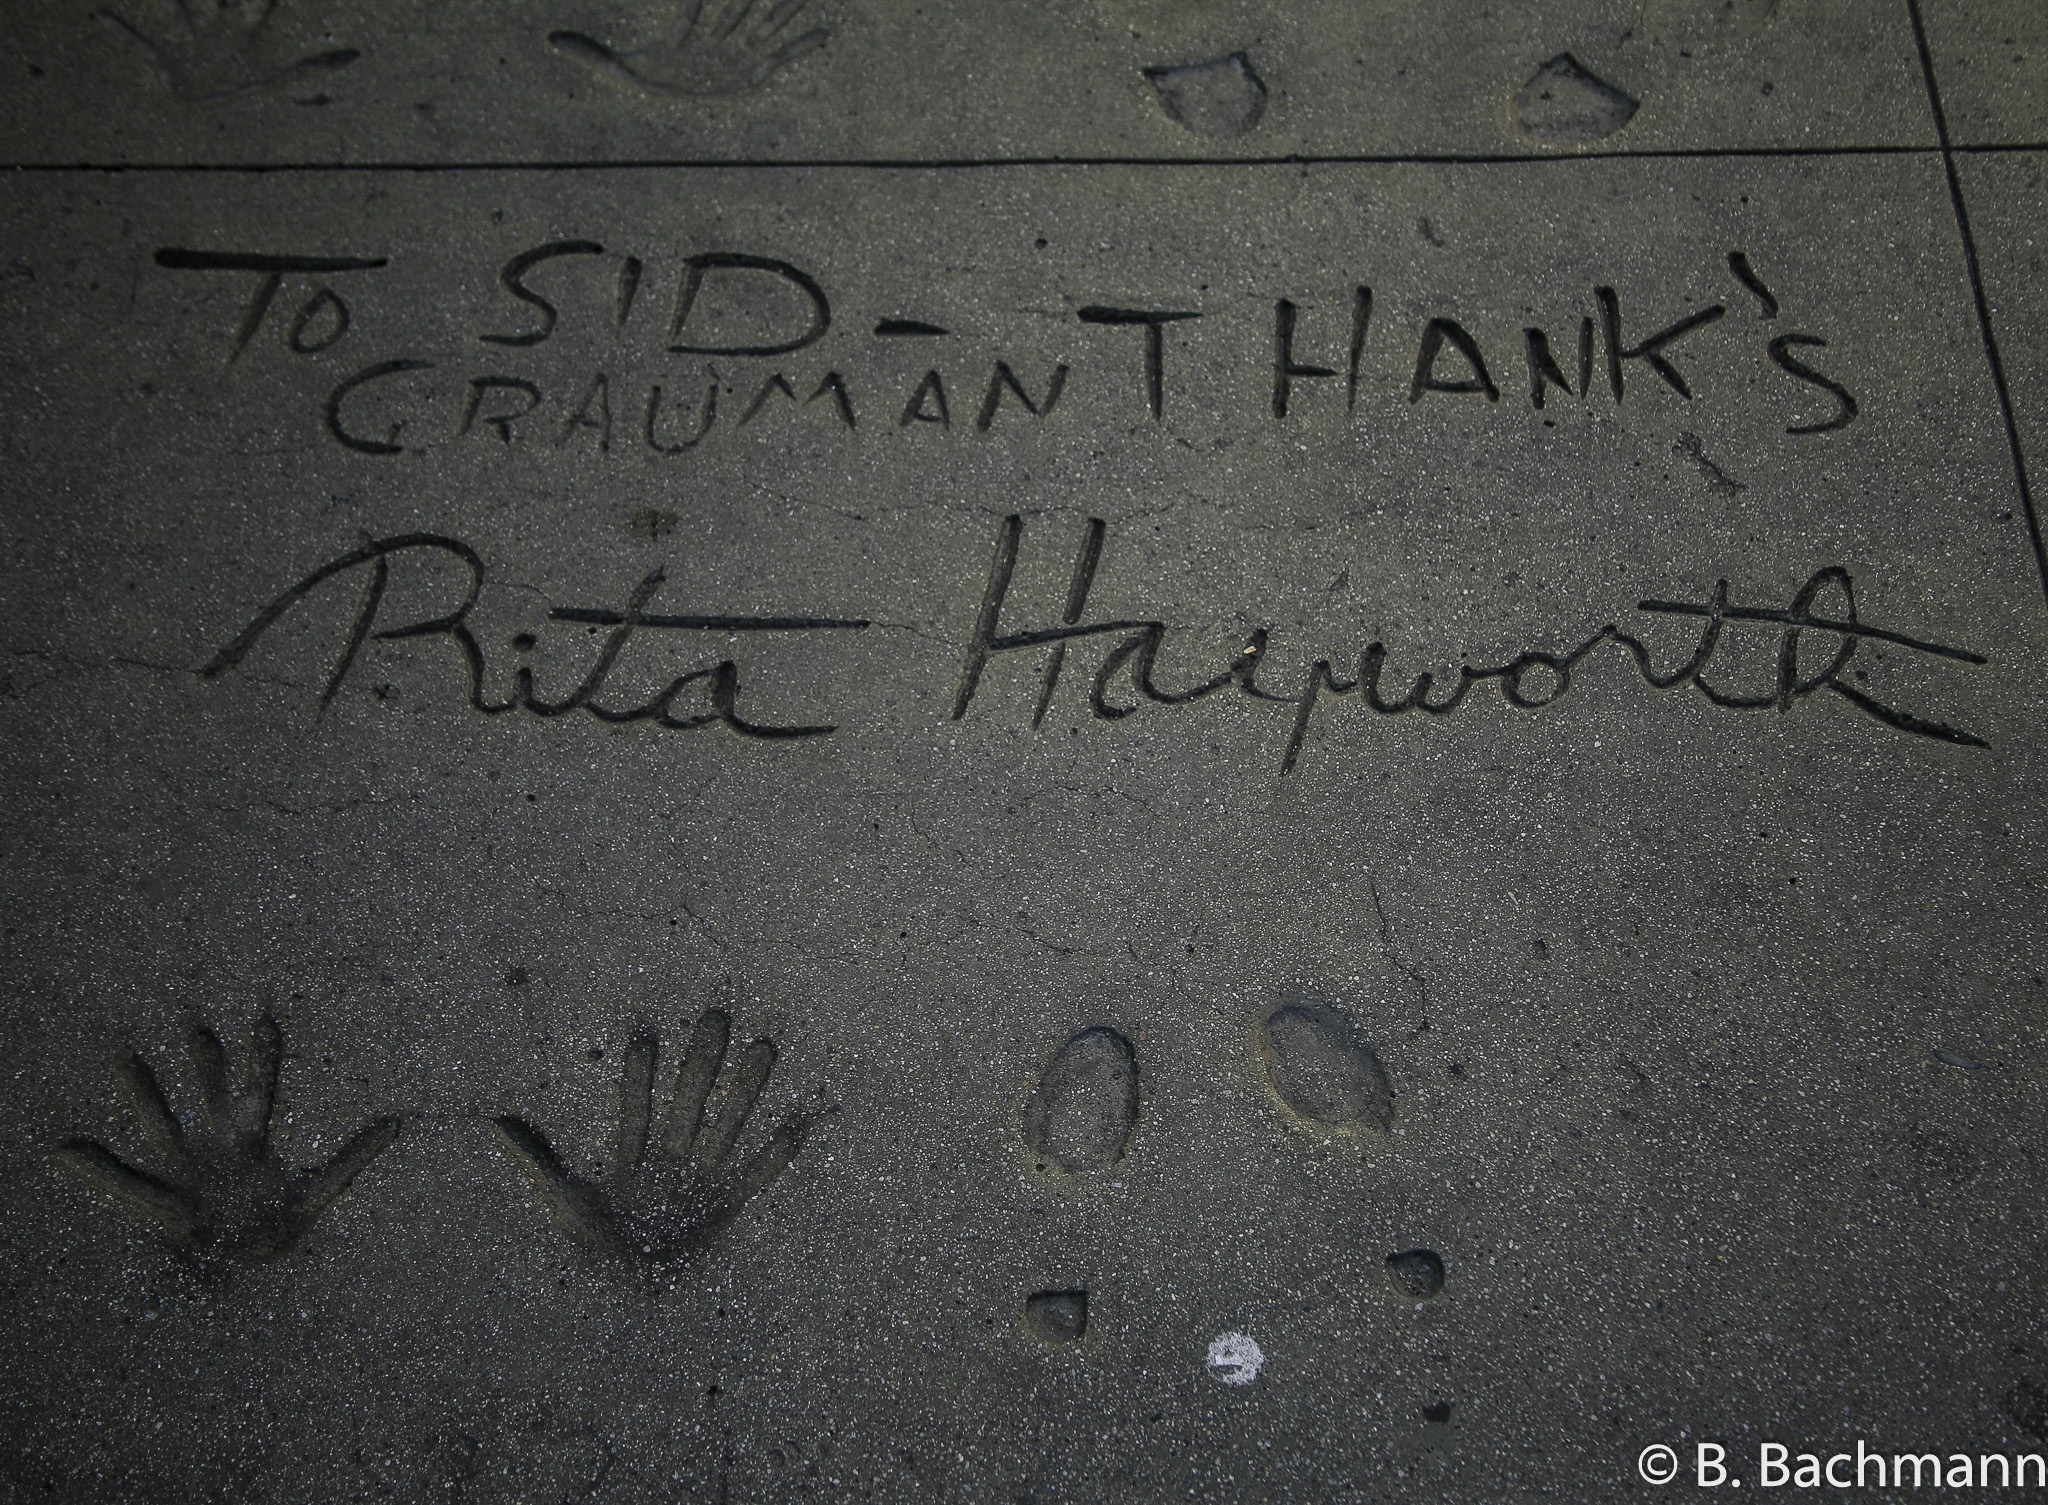 TO SID - THANK'S
GRAUMAN
Rita Hayworth
© B. Bachmann